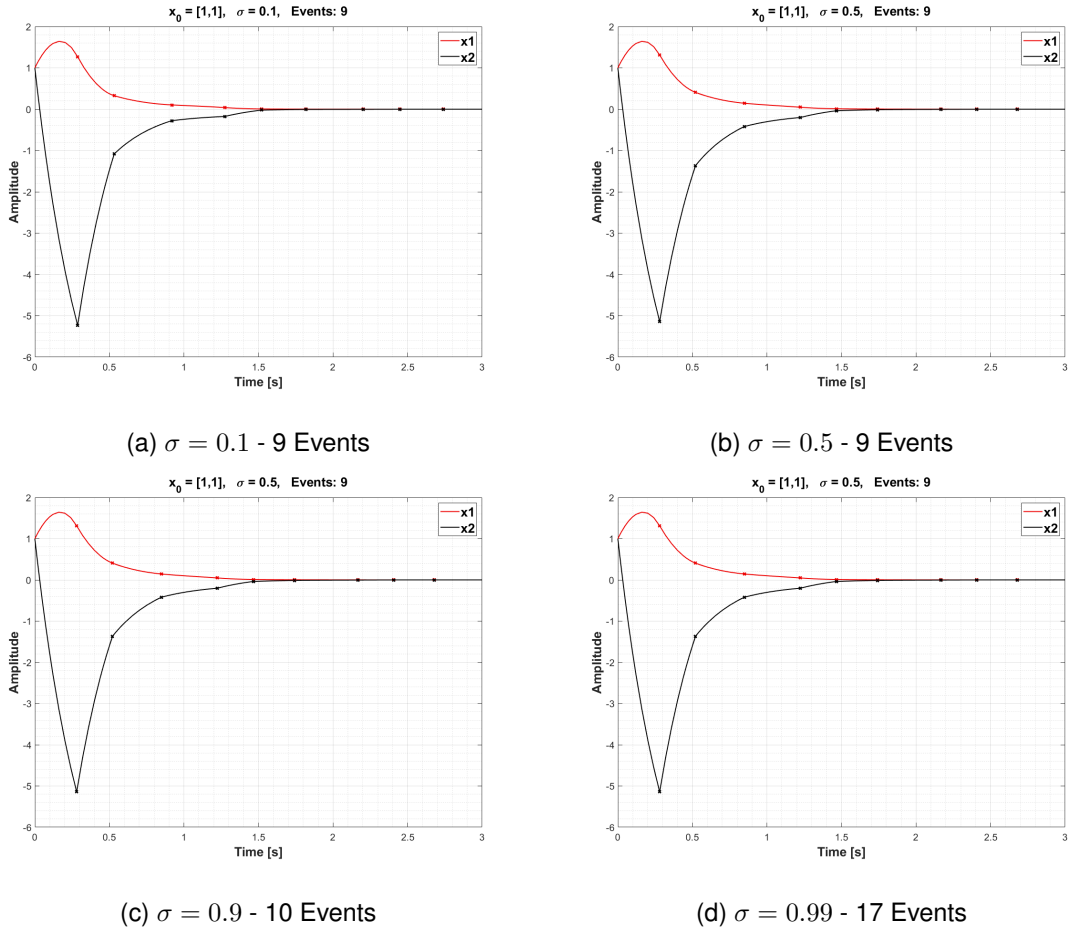 x0 = [1,1], σ = 0.1, Events: 9
x1
x2
2
1
0
-1
-2
-3
-4
-5
-6
Amplitude
0 0.5 1 1.5 2 2.5 3
Time [s]
(a) σ = 0.1 - 9 Events
x0 = [1,1], σ = 0.5, Events: 9
x1
x2
2
1
0
-1
-2
-3
-4
-5
-6
Amplitude
0 0.5 1 1.5 2 2.5 3
Time [s]
(b) σ = 0.5 - 9 Events
x0 = [1,1], σ = 0.5, Events: 9
x1
x2
2
1
0
-1
-2
-3
-4
-5
-6
Amplitude
0 0.5 1 1.5 2 2.5 3
Time [s]
(c) σ = 0.9 - 10 Events
x0 = [1,1], σ = 0.5, Events: 9
x1
x2
2
1
0
-1
-2
-3
-4
-5
-6
Amplitude
0 0.5 1 1.5 2 2.5 3
Time [s]
(d) σ = 0.99 - 17 Events